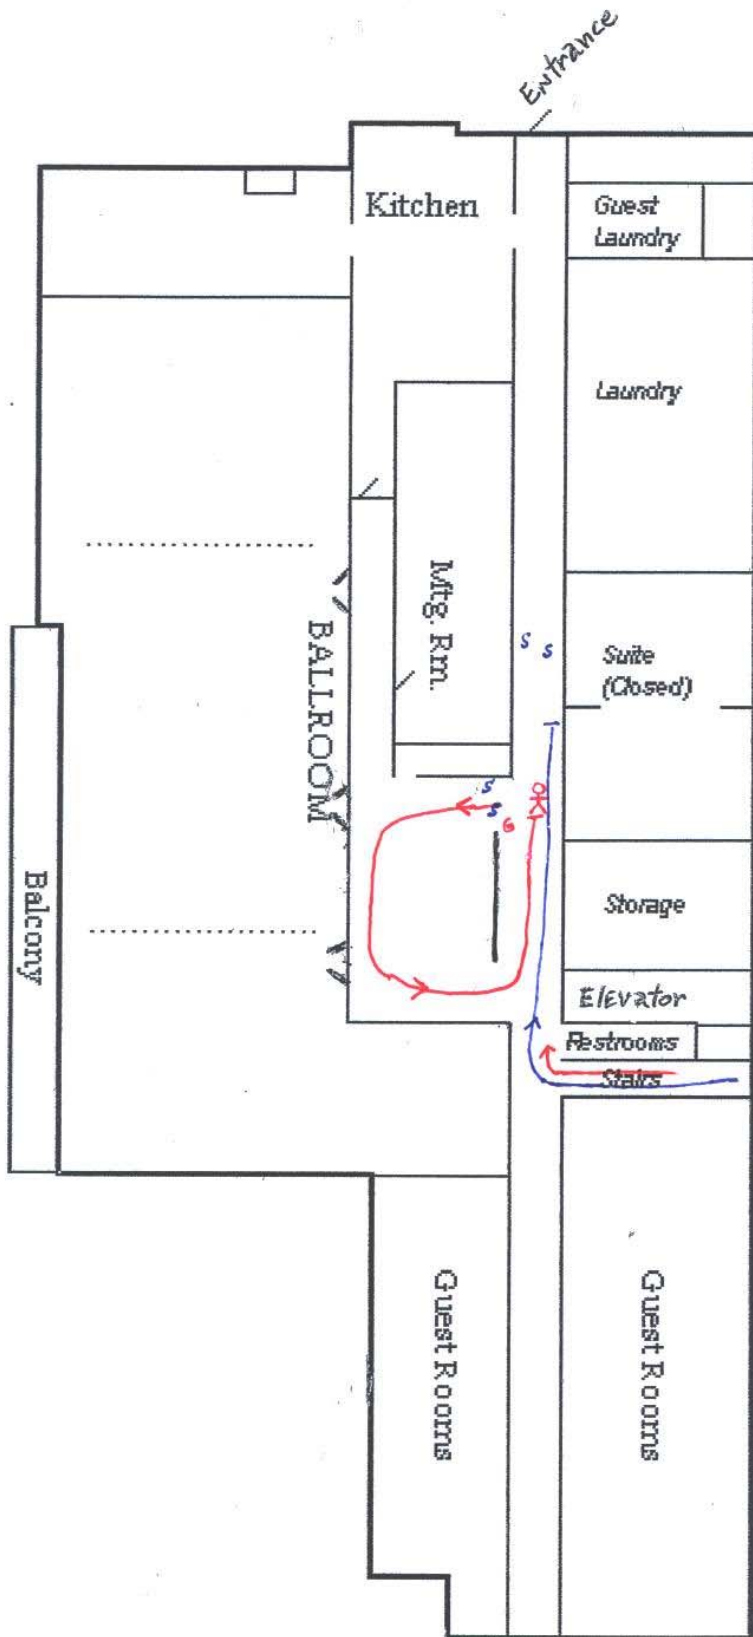 Entrance
Kitchen
Guest
Laundry
Laundry
Mtg. Rm.
BALLROOM
S S
Suite
(Closed)
S
S
G
Storage
Balcony
Elevator
Restrooms
Stairs
Guest Rooms
Guest Rooms